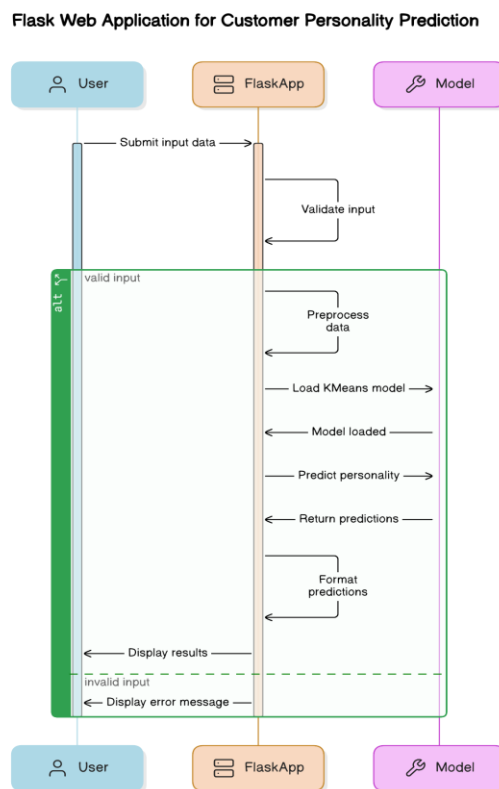 Flask Web Application for Customer Personality Prediction
User
FlaskApp
Model
Submit input data
Validate input
alt
valid input
Preprocess
data
Load KMeans model
Model loaded
Predict personality
Return predictions
Format
predictions
Display results
invalid input
Display error message
User
FlaskApp
Model